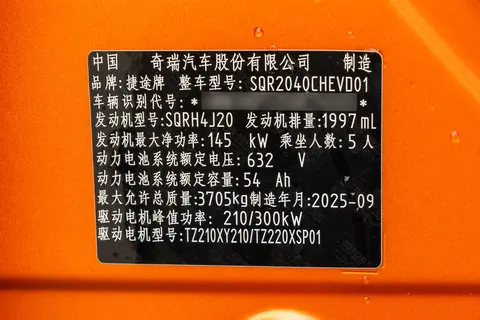 中国 奇瑞汽车股份有限公司 制造
品牌:捷途牌 整车型号:SQR2040CHEVD01
车辆识别代号:* *
发动机型号:SQRH4J20 发动机排量:1997mL
发动机最大净功率:145 kW 乘坐人数:5人
动力电池系统额定电压:632 V
动力电池系统额定容量:54 Ah
最大允许总质量:3705kg制造年月:2025-09
驱动电机峰值功率:210/300kW
驱动电机型号:TZ210XY210/TZ220XSP01